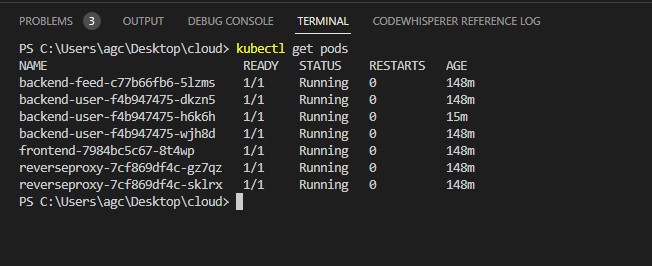 PROBLEMS 3 OUTPUT DEBUG CONSOLE TERMINAL CODEWHISPERER REFERENCE LOG
PS C:\Users\agc\Desktop\cloud> kubectl get pods
NAME READY STATUS RESTARTS AGE
backend-feed-c77b66fb6-5lzms 1/1 Running 0 148m
backend-user-f4b947475-dkzn5 1/1 Running 0 148m
backend-user-f4b947475-h6k6h 1/1 Running 0 15m
backend-user-f4b947475-wjh8d 1/1 Running 0 148m
frontend-7984bc5c67-8t4wp 1/1 Running 0 148m
reverseproxy-7cf869df4c-gz7qz 1/1 Running 0 148m
reverseproxy-7cf869df4c-sklrx 1/1 Running 0 148m
PS C:\Users\agc\Desktop\cloud>